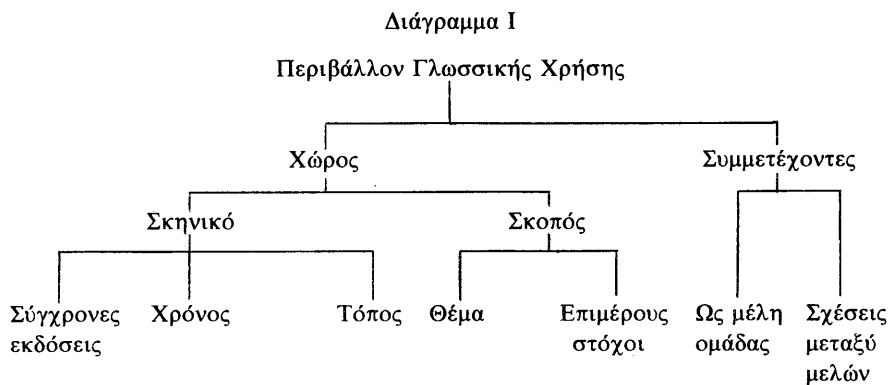 Διάγραμμα Ι
Περιβάλλον Γλωσσικής Χρήσης
Χώρος
Συμμετέχοντες
Σκηνικό
Σκοπός
Σύγχρονες εκδόσεις
Χρόνος
Τόπος
Θέμα
Επιμέρους στόχοι
Ως μέλη ομάδας
Σχέσεις μεταξύ μελών